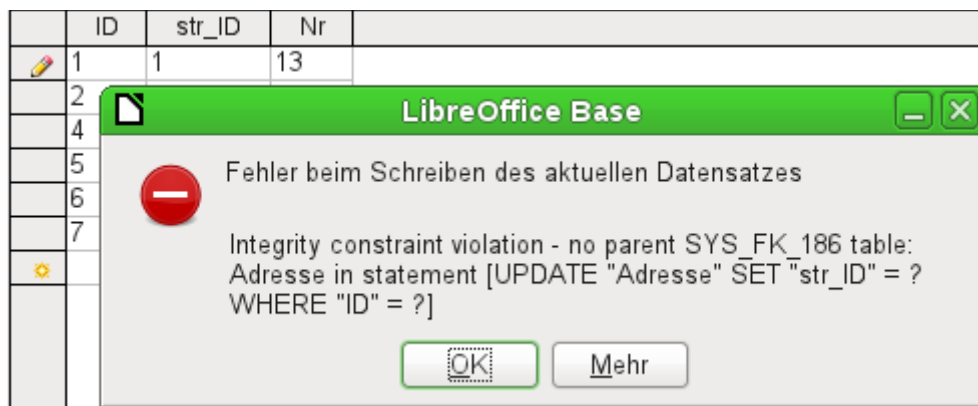 ID str_ID Nr
1 1 13
2
4
5
6
7
LibreOffice Base
Fehler beim Schreiben des aktuellen Datensatzes
Integrity constraint violation - no parent SYS_FK_186 table:
Adresse in statement [UPDATE "Adresse" SET "str_ID" = ?
WHERE "ID" = ?]
OK Mehr